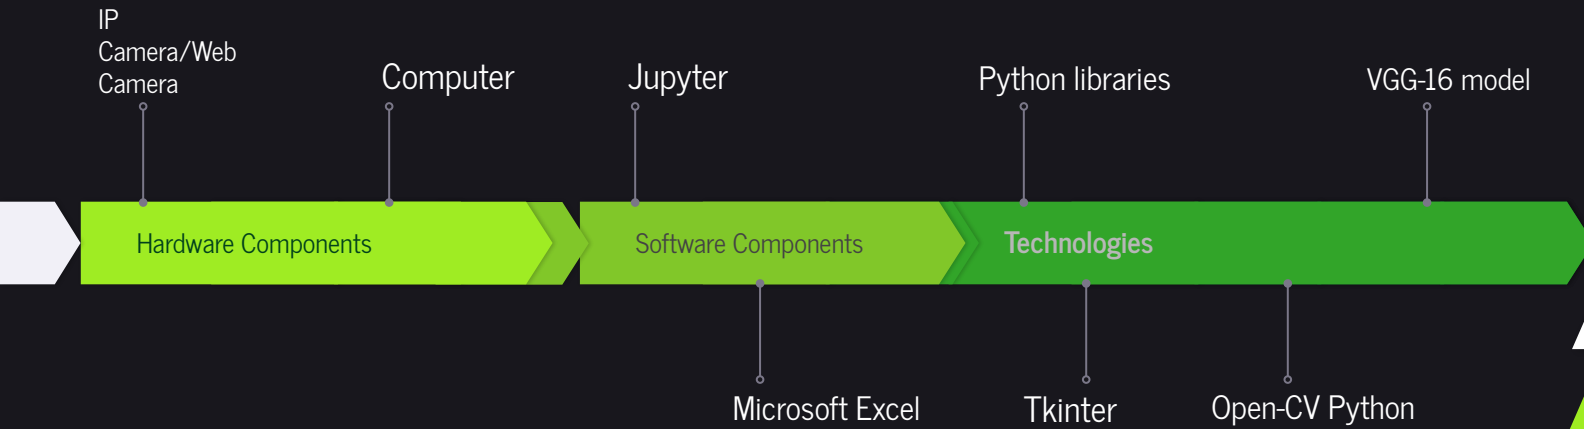 IP
Camera/Web
Camera
Computer
Jupyter
Python libraries
VGG-16 model
Hardware Components
Software Components
Technologies
Microsoft Excel
Tkinter
Open-CV Python